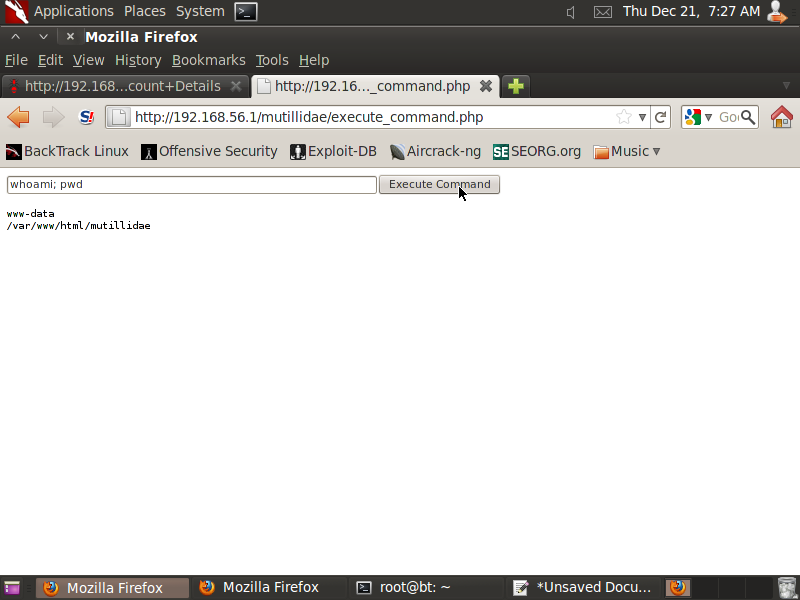 Applications Places System Thu Dec 21, 7:27 AM
Mozilla Firefox
File Edit View History Bookmarks Tools Help
http://192.168...count+Details http://192.16..._command.php
http://192.168.56.1/mutillidae/execute_command.php Goo
BackTrack Linux Offensive Security Exploit-DB Aircrack-ng SE SEORG.org Music
whoami; pwd Execute Command
www-data
/var/www/html/mutillidae
Mozilla Firefox Mozilla Firefox root@bt: ~ *Unsaved Docu...